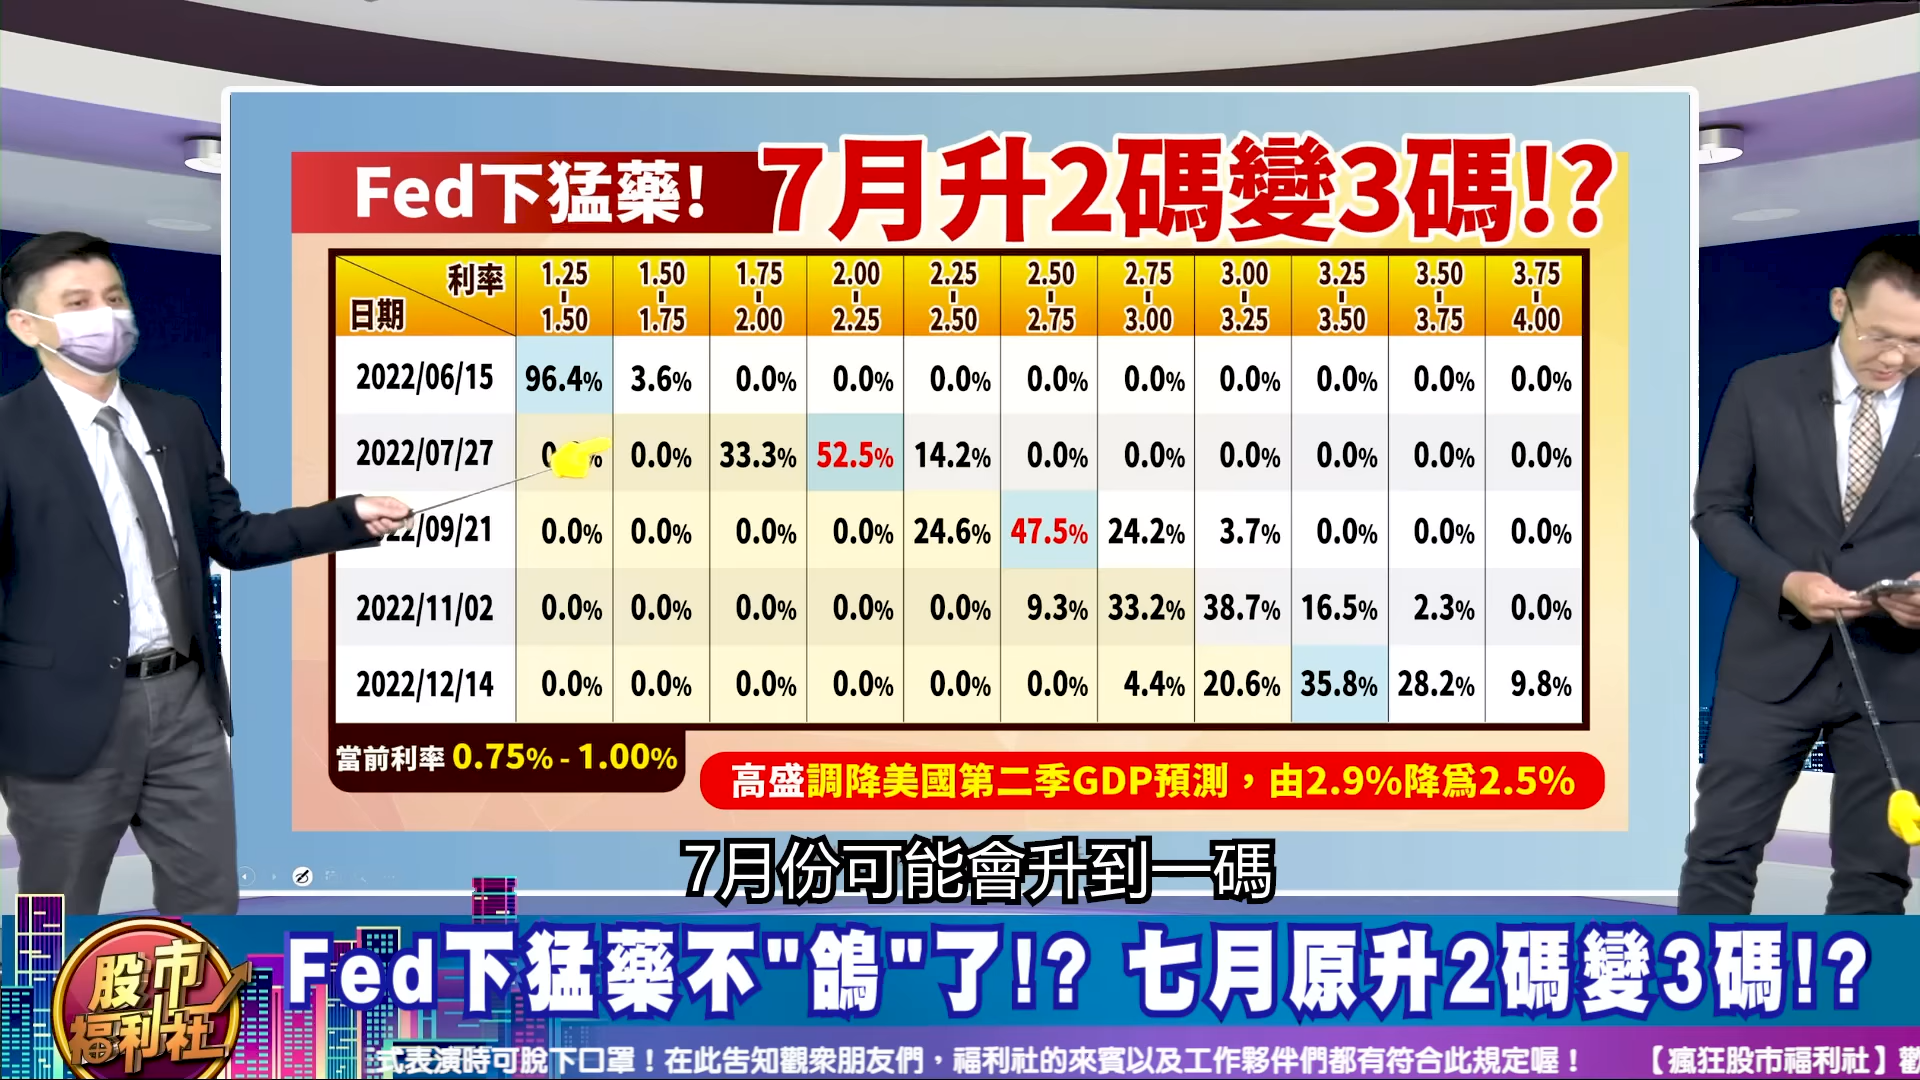 Fed下猛藥!
7月升2碼變3碼!?
利率 日期 1.25-1.50 1.50-1.75 1.75-2.00 2.00-2.25 2.25-2.50 2.50-2.75 2.75-3.00 3.00-3.25 3.25-3.50 3.50-3.75 3.75-4.00
2022/06/15 96.4% 3.6% 0.0% 0.0% 0.0% 0.0% 0.0% 0.0% 0.0% 0.0% 0.0%
2022/07/27 0.0% 33.3% 52.5% 14.2% 0.0% 0.0% 0.0% 0.0% 0.0% 0.0%
22/09/21 0.0% 0.0% 0.0% 0.0% 24.6% 47.5% 24.2% 3.7% 0.0% 0.0% 0.0%
2022/11/02 0.0% 0.0% 0.0% 0.0% 0.0% 9.3% 33.2% 38.7% 16.5% 2.3% 0.0%
2022/12/14 0.0% 0.0% 0.0% 0.0% 0.0% 0.0% 4.4% 20.6% 35.8% 28.2% 9.8%
當前利率 0.75% - 1.00%
高盛調降美國第二季GDP預測，由2.9%降為2.5%
7月份可能會升到一碼
股市
福利社
Fed下猛藥不"鴿"了!? 七月原升2碼變3碼!?
式表演時可脫下口罩！在此告知觀眾朋友們，福利社的來賓以及工作夥伴們都有符合此規定喔！ 【瘋狂股市福利社】歡